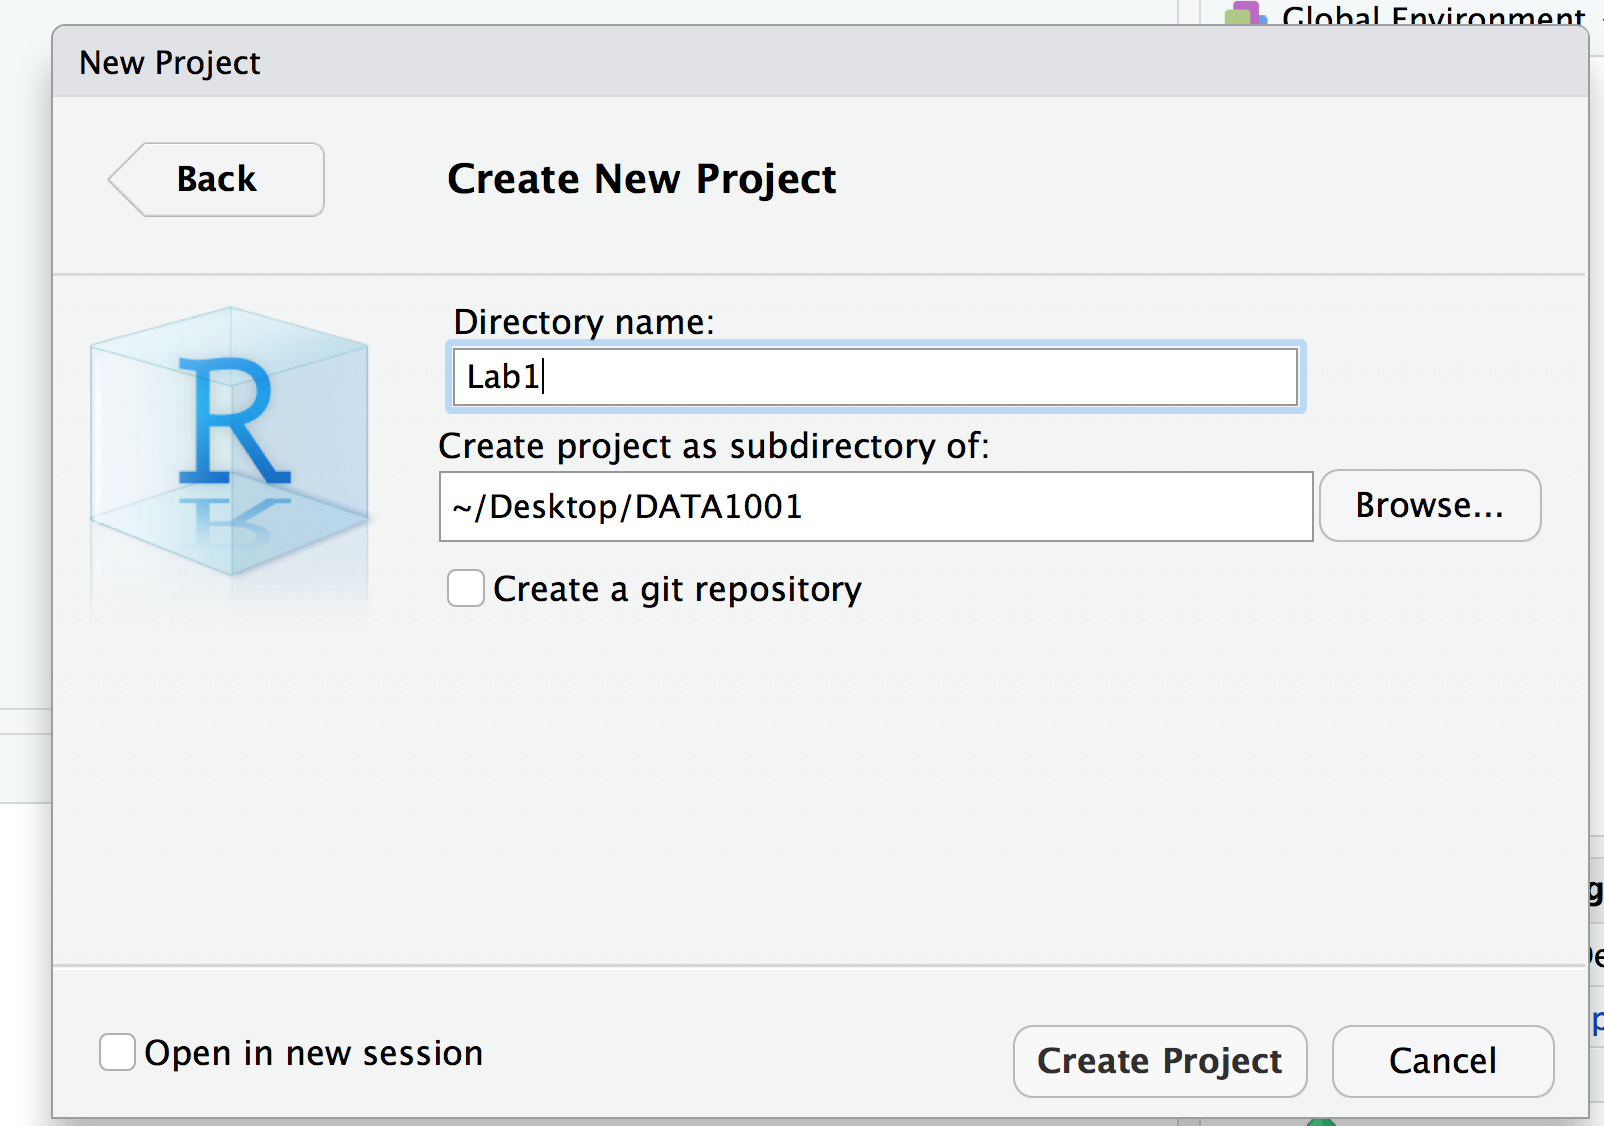 Global Environment
New Project
Back
Create New Project
R
Directory name:
Lab1
Create project as subdirectory of:
~/Desktop/DATA1001
Browse...
Create a git repository
Open in new session
Create Project
Cancel